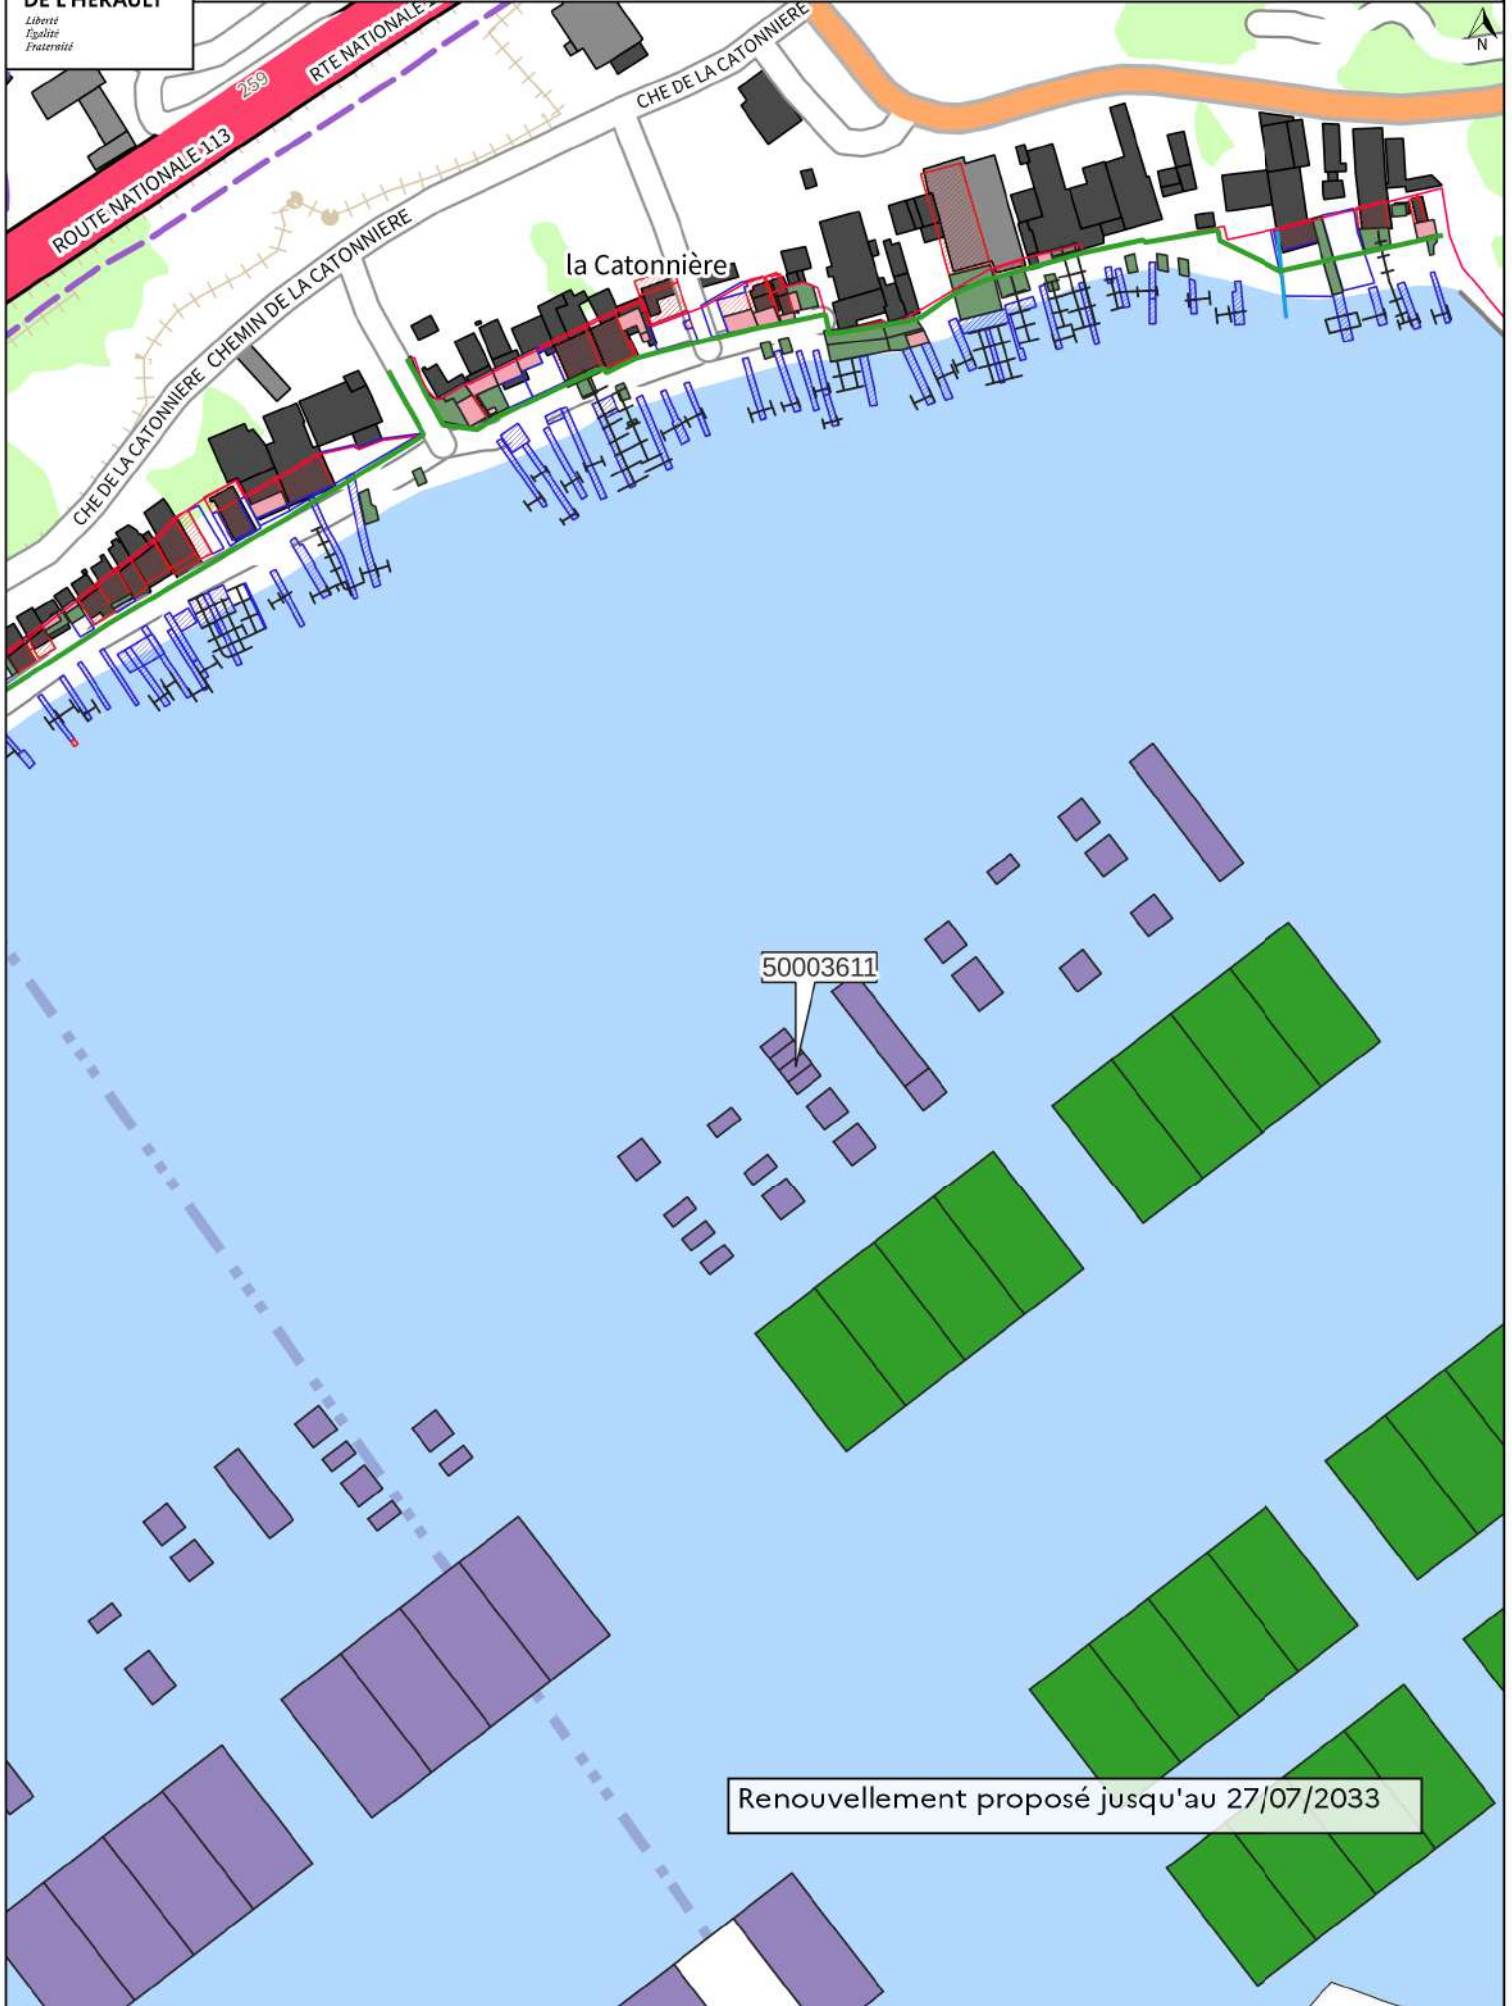 DE L'HÉRAULT
Liberté
Égalité
Fraternité
N
RTE NATIONALE
259
ROUTE NATIONALE 113
CHE DE LA CATONNIERE
CHEMIN DE LA CATONNIERE
CHE DE LA CATONNIERE
la Catonnière
50003611
Renouvellement proposé jusqu'au 27/07/2033